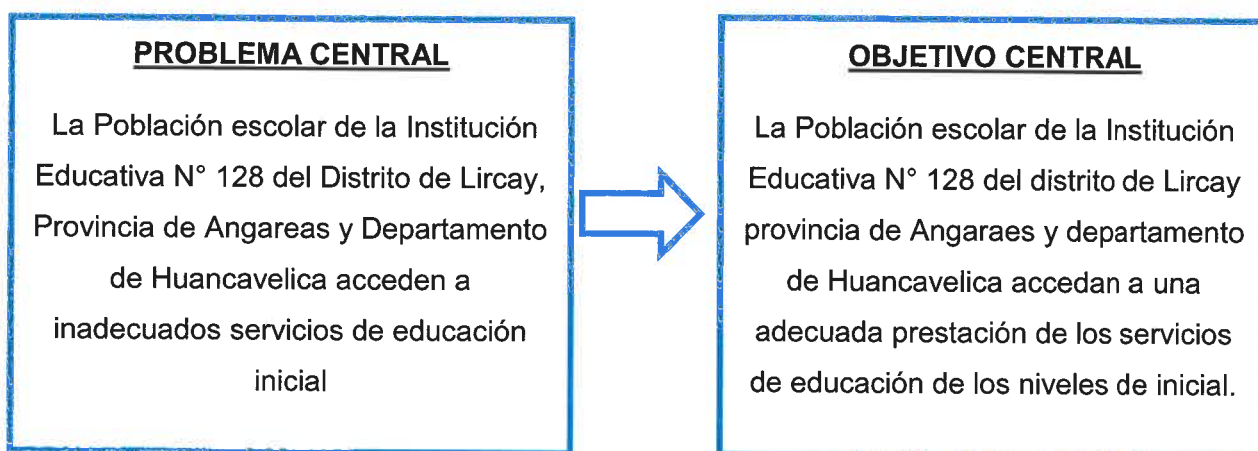 PROBLEMA CENTRAL
La Población escolar de la Institución
Educativa N° 128 del Distrito de Lircay,
Provincia de Angareas y Departamento
de Huancavelica acceden a
inadecuados servicios de educación
inicial
OBJETIVO CENTRAL
La Población escolar de la Institución
Educativa N° 128 del distrito de Lircay
provincia de Angaraes y departamento
de Huancavelica accedan a una
adecuada prestación de los servicios
de educación de los niveles de inicial.